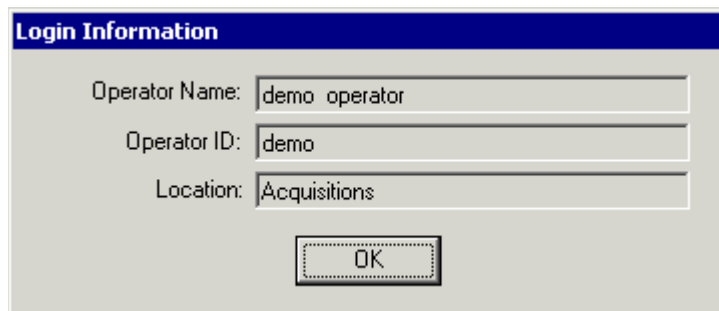 Login Information
Operator Name: demo  operator
Operator ID: demo
Location: Acquisitions
OK